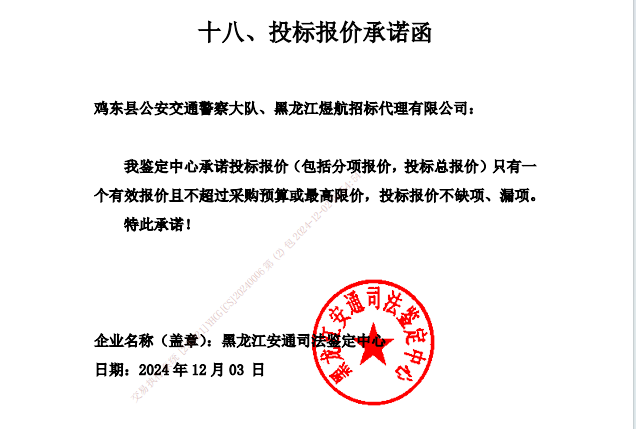 十八、投标报价承诺函
鸡东县公安交通警察大队、黑龙江煜航招标代理有限公司：
我鉴定中心承诺投标报价（包括分项报价，投标总报价）只有一
个有效报价且不超过采购预算或最高限价，投标报价不缺项、漏项。
特此承诺！
企业名称（盖章）：黑龙江安通司法鉴定中心
日期：2024 年 12 月 03 日
黑龙江安通司法鉴定中心